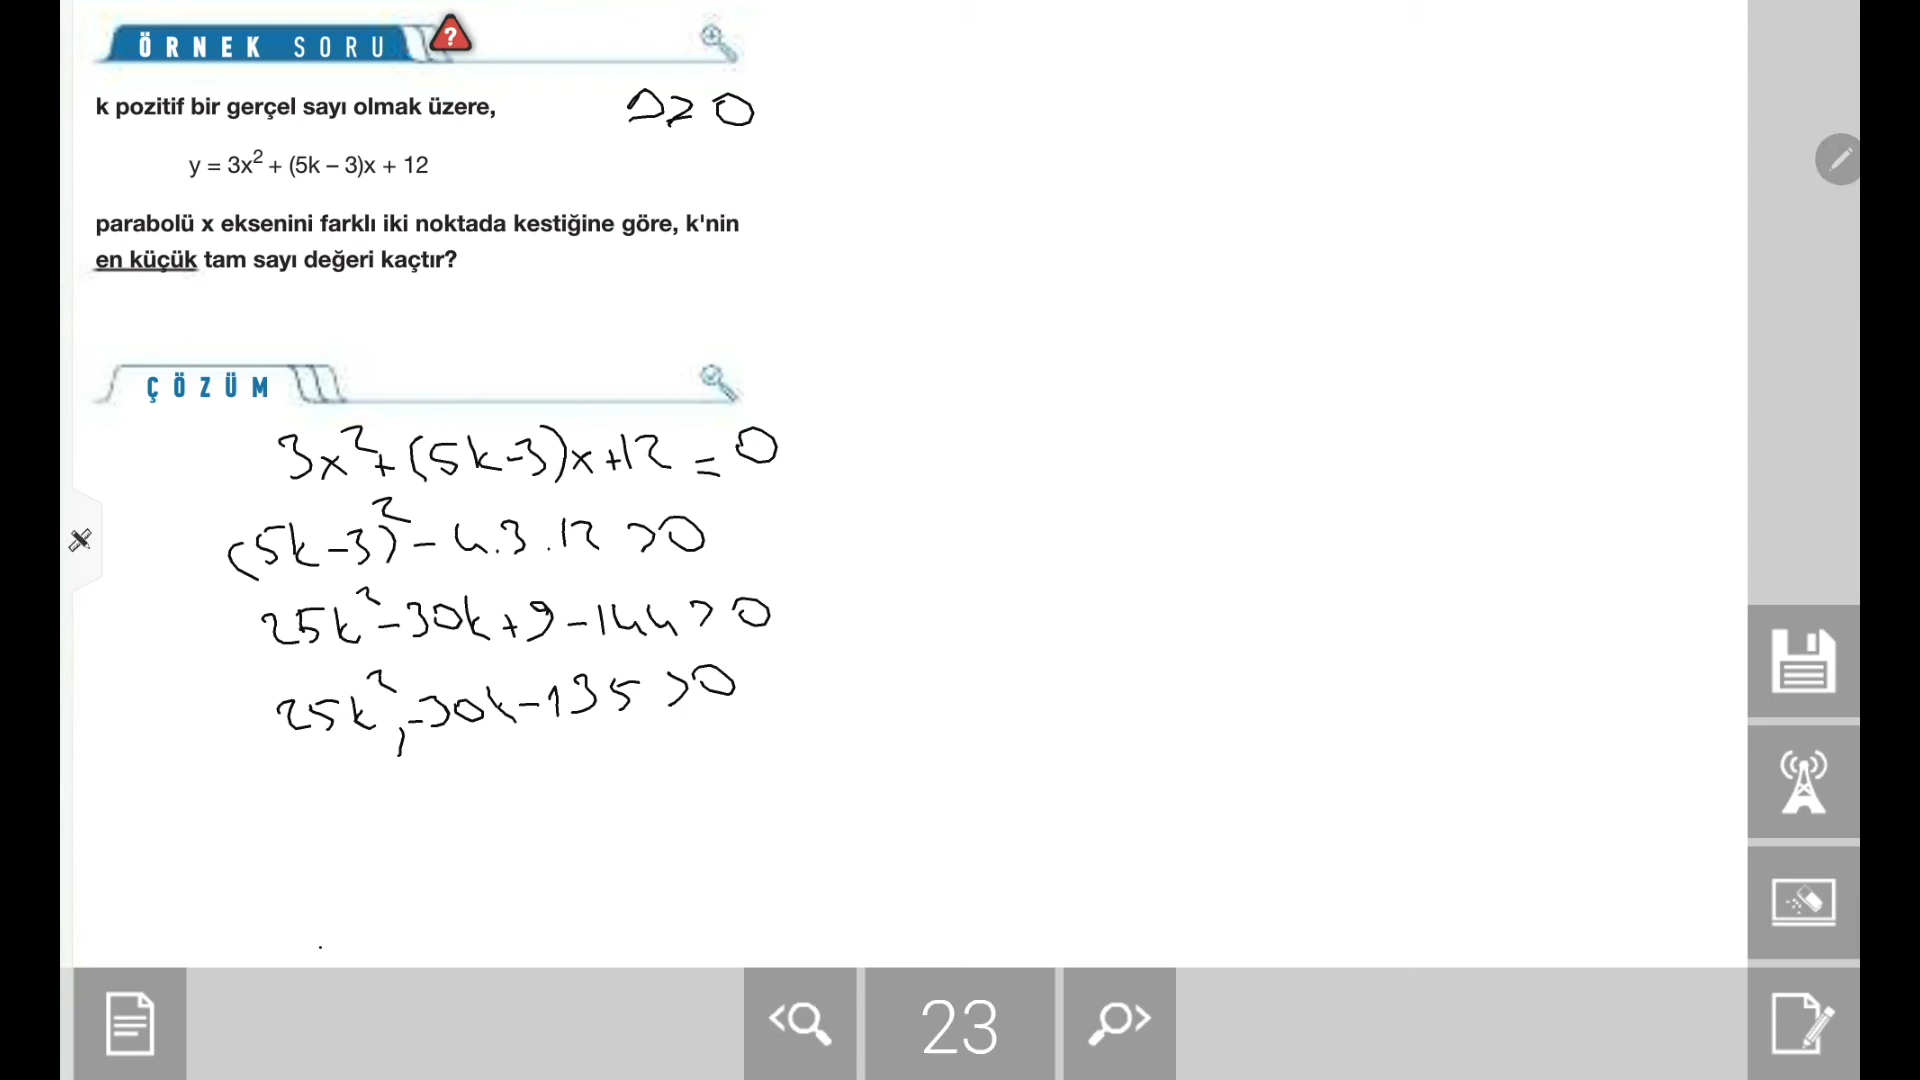 ÖRNEK SORU ?
k pozitif bir gerçel sayı olmak üzere,
y = 3x² + (5k – 3)x + 12
parabolü x eksenini farklı iki noktada kestiğine göre, k'nin
en küçük tam sayı değeri kaçtır?
ÇÖZÜM
3x² + (5k-3)x+12 = 0
(5k-3)² - 4.3.12 >0
25k² - 30k + 9 - 144 > 0
25k² - 30k - 135 > 0
23